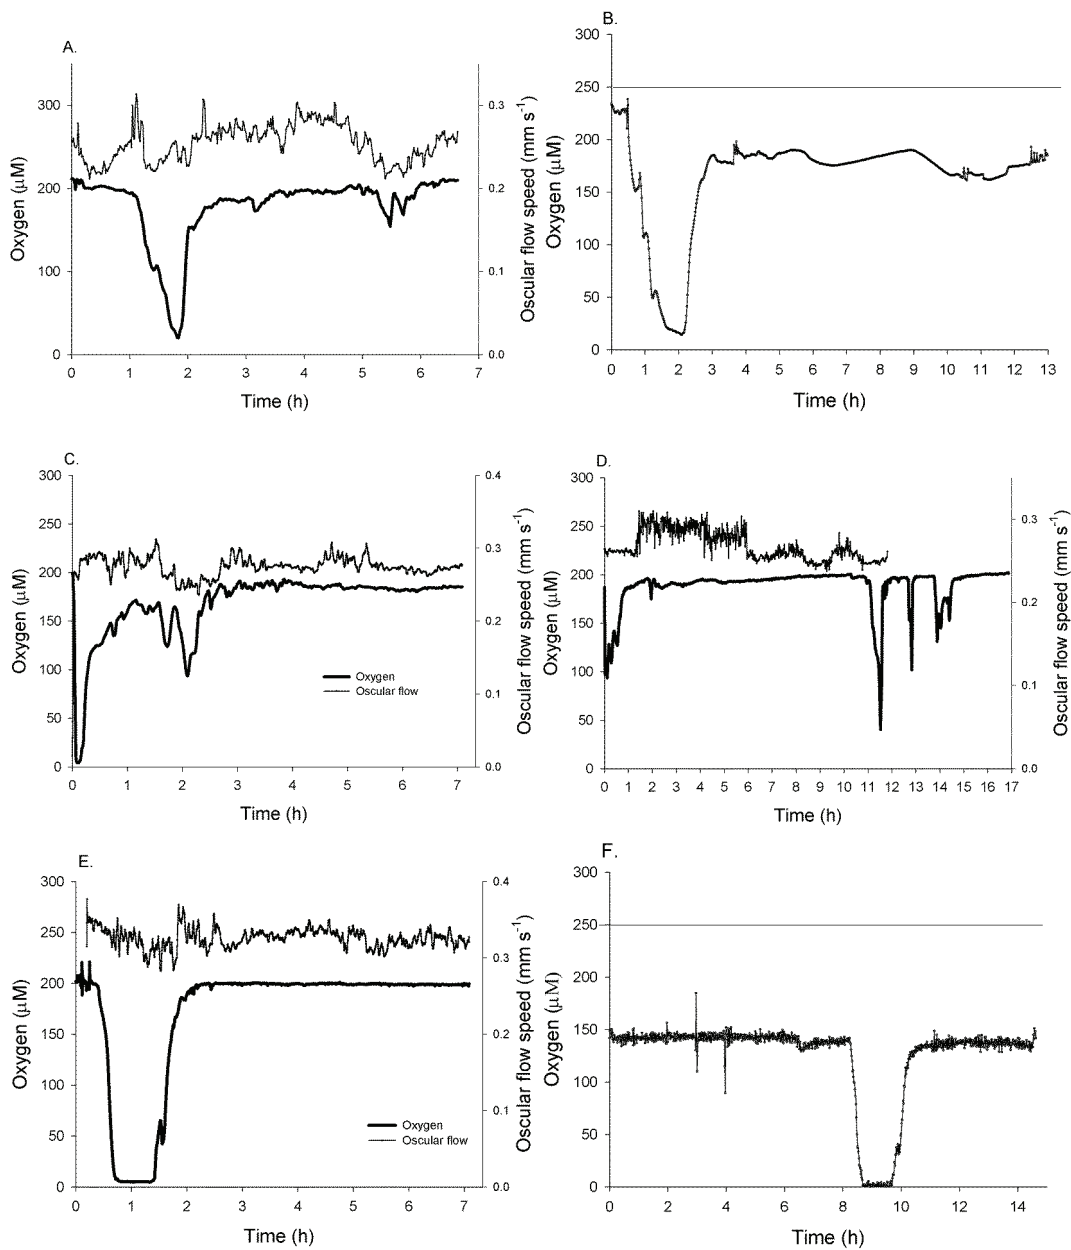 A.
300
200
100
0
Oxygen (µM)
0.3
0.2
0.1
0.0
Oscular flow speed (mm s-1)
0 1 2 3 4 5 6 7
Time (h)
B.
300
250
200
150
100
50
0
Oxygen (µM)
0 1 2 3 4 5 6 7 8 9 10 11 12 13
Time (h)
C.
300
250
200
150
100
50
0
Oxygen (µM)
0.4
0.3
0.2
0.1
0.0
Oscular flow speed (mm s-1)
Oxygen
Oscular flow
0 1 2 3 4 5 6 7
Time (h)
D.
300
250
200
150
100
50
0
Oxygen (µM)
0.3
0.2
0.1
0.0
Oscular flow speed (mm s-1)
0 1 2 3 4 5 6 7 8 9 10 11 12 13 14 15 16 17
Time (h)
E.
300
250
200
150
100
50
0
Oxygen (µM)
0.4
0.3
0.2
0.1
0.0
Oscular flow speed (mm s-1)
Oxygen
Oscular flow
0 1 2 3 4 5 6 7
Time (h)
F.
300
250
200
150
100
50
0
Oxygen (µM)
0 2 4 6 8 10 12 14
Time (h)